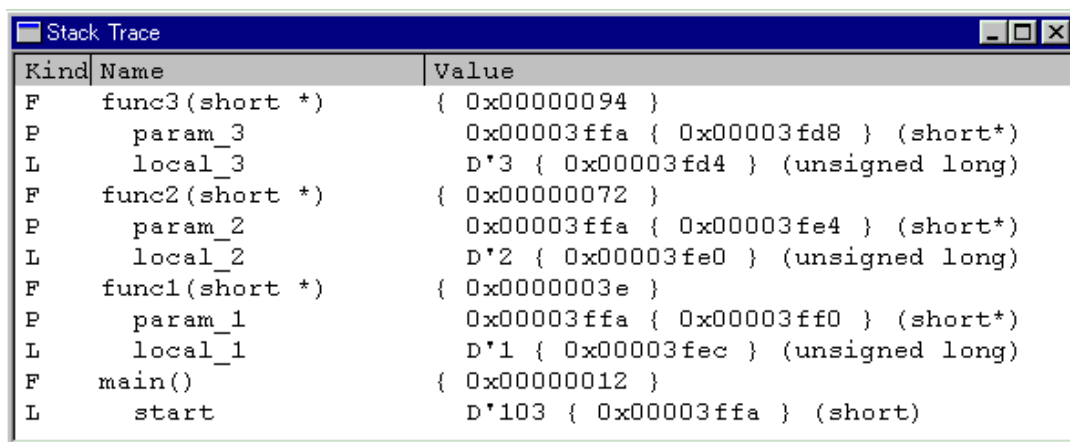 Stack Trace
Kind Name Value
F func3(short *) { 0x00000094 }
P param_3 0x00003ffa { 0x00003fd8 } (short*)
L local_3 D'3 { 0x00003fd4 } (unsigned long)
F func2(short *) { 0x00000072 }
P param_2 0x00003ffa { 0x00003fe4 } (short*)
L local_2 D'2 { 0x00003fe0 } (unsigned long)
F func1(short *) { 0x0000003e }
P param_1 0x00003ffa { 0x00003ff0 } (short*)
L local_1 D'1 { 0x00003fec } (unsigned long)
F main() { 0x00000012 }
L start D'103 { 0x00003ffa } (short)